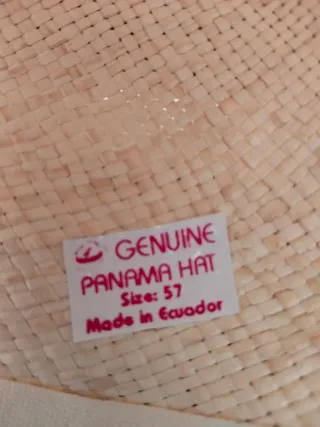 GENUINE
PANAMA HAT
Size: 57
Made in Ecuador